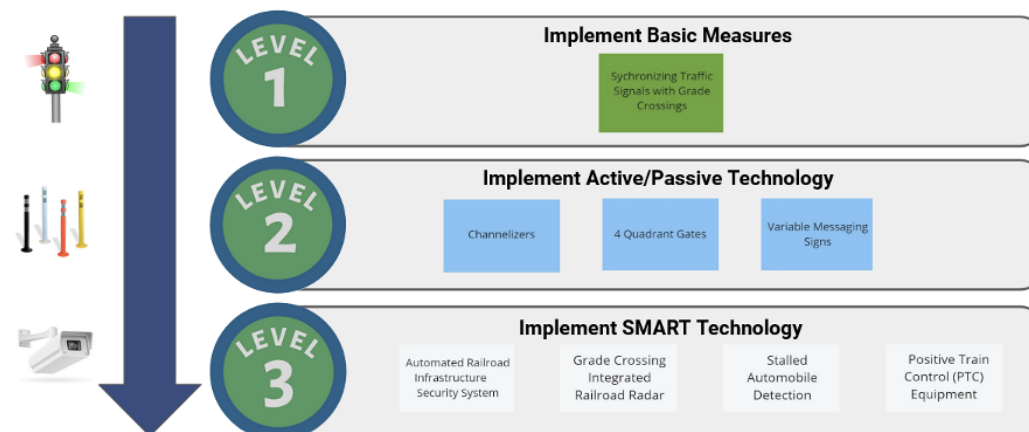 LEVEL
1
Implement Basic Measures
Sychronizing Traffic
Signals with Grade
Crossings
LEVEL
2
Implement Active/Passive Technology
Channelizers
4 Quadrant Gates
Variable Messaging
Signs
LEVEL
3
Implement SMART Technology
Automated Railroad
Infrastructure
Security System
Grade Crossing
Integrated
Railroad Radar
Stalled
Automobile
Detection
Positive Train
Control (PTC)
Equipment